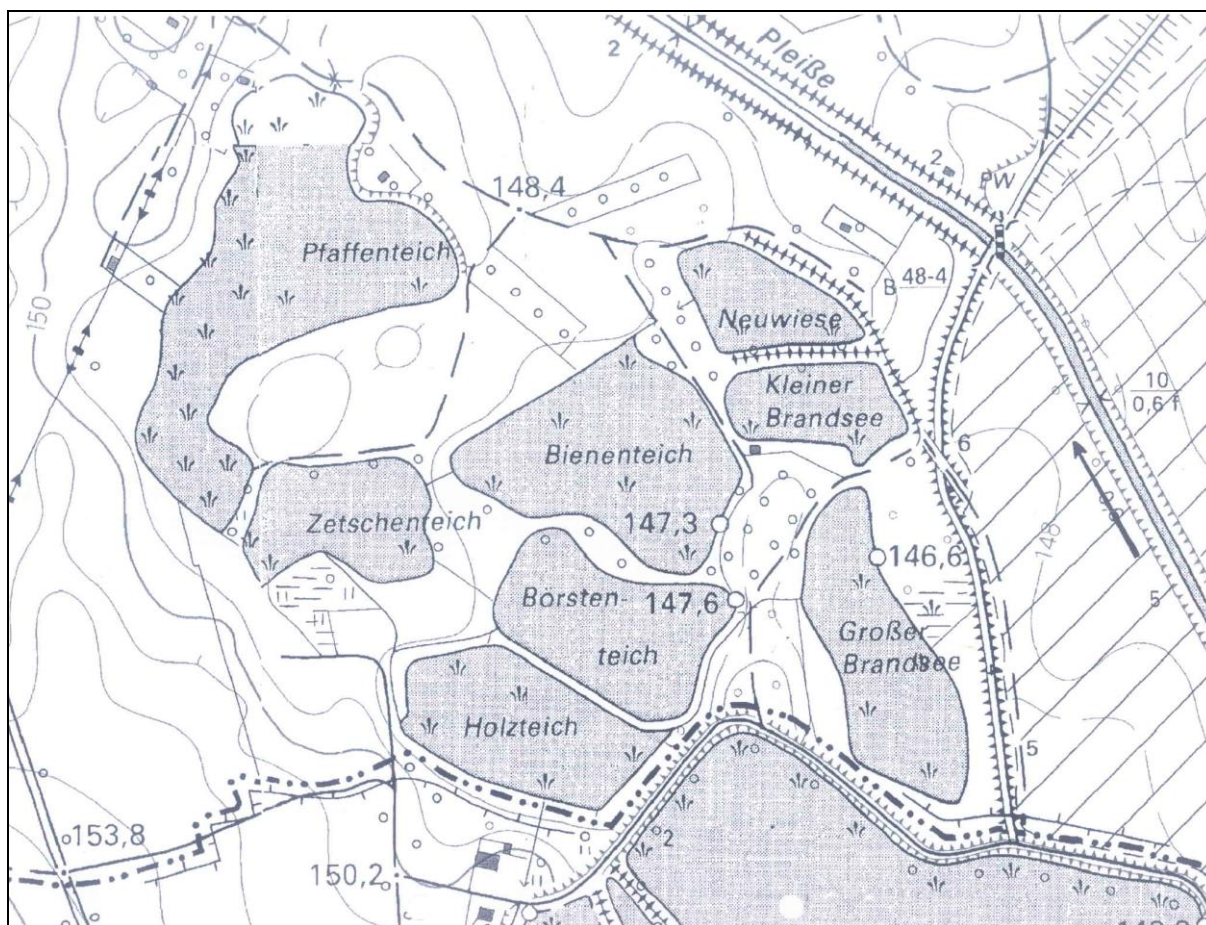 Pleiße
2
2
PW
148,4
Pfaffenteich
150
B 48-4
Neuwiese
10
0,6 f
Kleiner
Brandsee
6
Bienenteich
Zetschenteich
147,3
148
146,6
5
Börsten-
teich
147,6
Großer
Brandsee
Holzteich
5
2
153,8
150,2